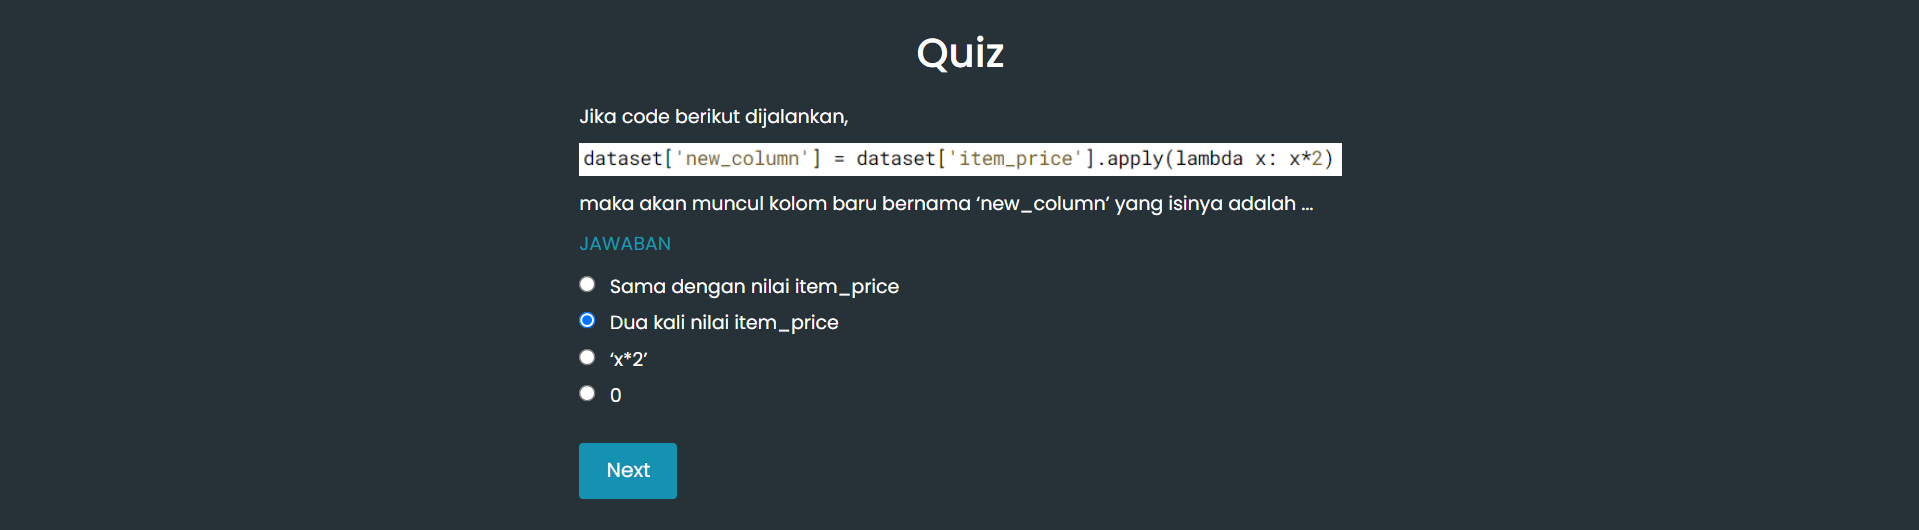 Quiz
Jika code berikut dijalankan,
dataset['new_column'] = dataset['item_price'].apply(lambda x: x*2)
maka akan muncul kolom baru bernama ‘new_column’ yang isinya adalah ...
JAWABAN
Sama dengan nilai item_price
Dua kali nilai item_price
‘x*2’
0
Next